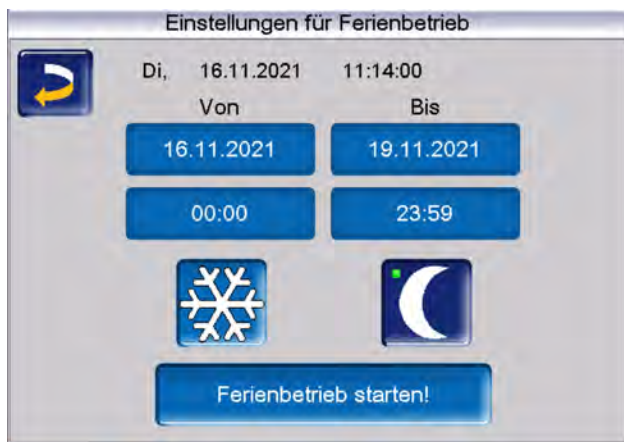 Einstellungen für Ferienbetrieb
Di, 16.11.2021 11:14:00
Von Bis
16.11.2021 19.11.2021
00:00 23:59
Ferienbetrieb starten!